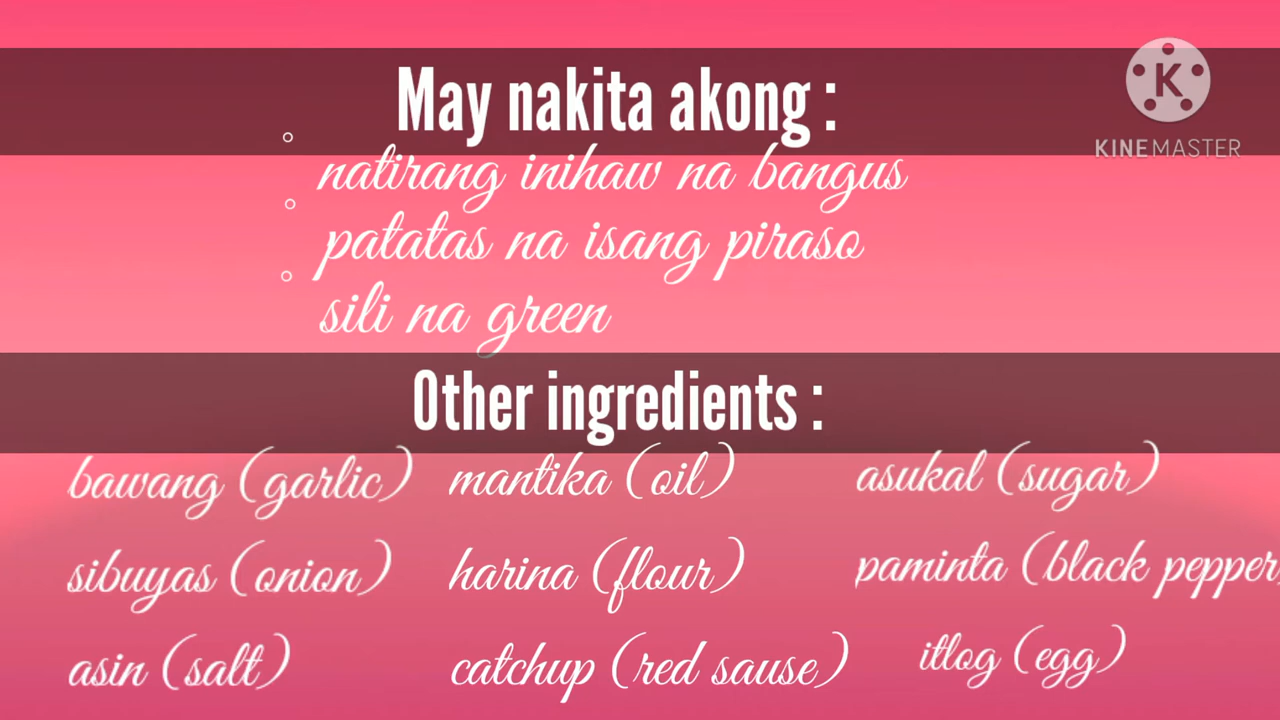 May nakita akong :
KINEMASTER
natirang inihaw na bangus
patatas na isang piraso
sili na green
Other ingredients :
bawang (garlic)
mantika (oil)
asukal (sugar)
sibuyas (onion)
harina (flour)
paminta (black pepper
asin (salt)
catchup (red sause)
itlog (egg)